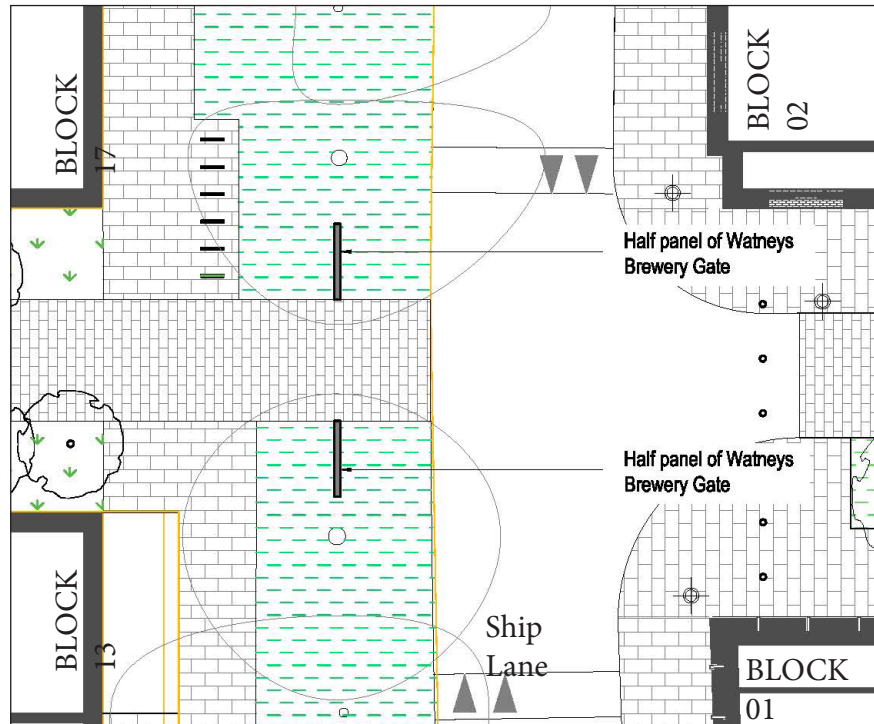 BLOCK
17
BLOCK
02
Half panel of Watneys
Brewery Gate
Half panel of Watneys
Brewery Gate
BLOCK
13
Ship
Lane
BLOCK
01